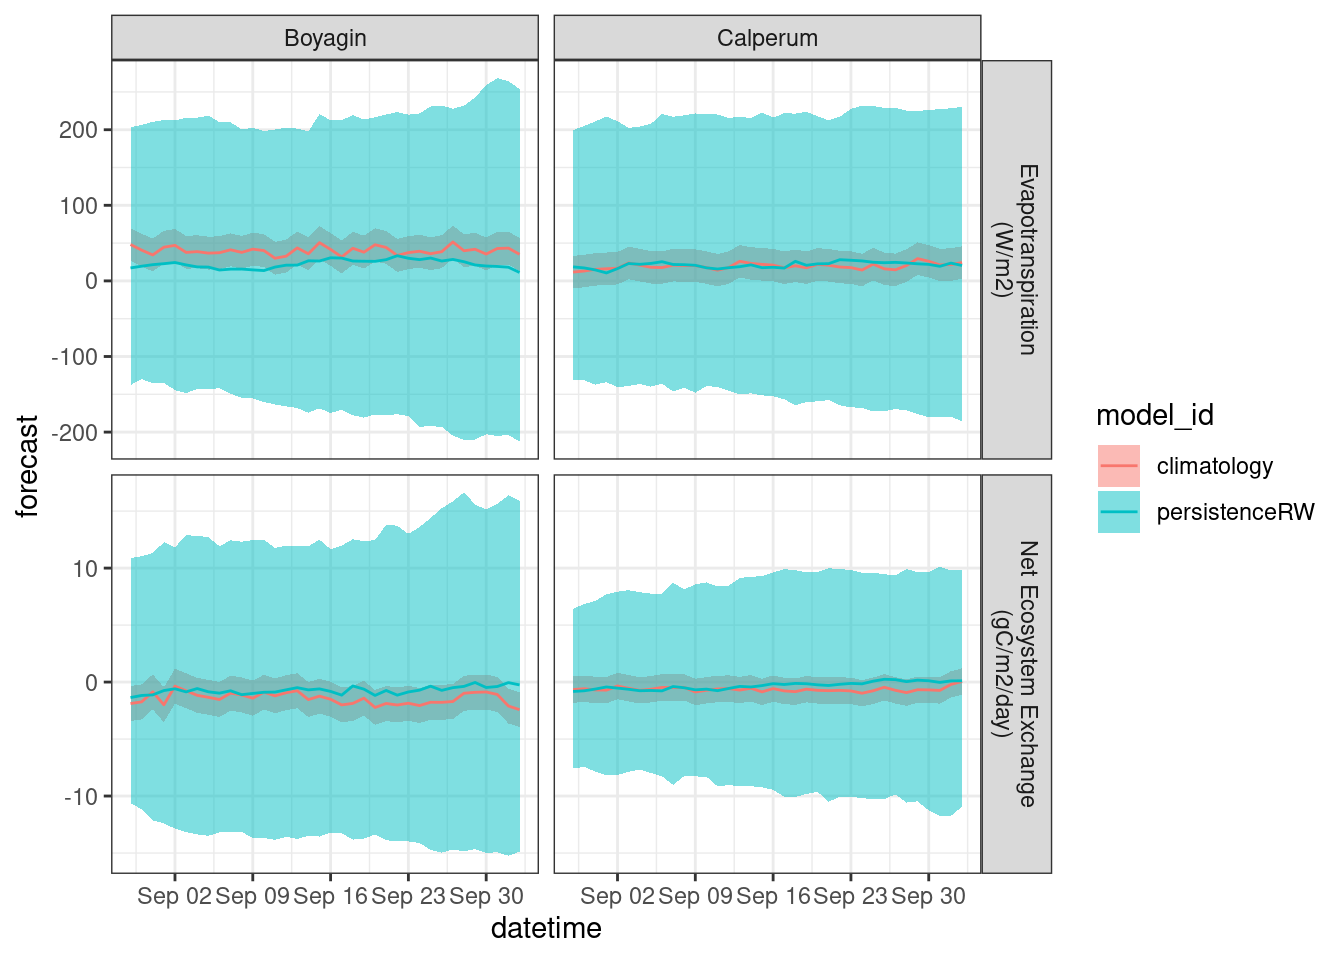 Boyagin
Calperum
forecast
200
100
0
-100
-200
Evapotranspiration
(W/m2)
10
0
-10
Net Ecosystem Exchange
(gC/m2/day)
Sep 02 Sep 09 Sep 16 Sep 23 Sep 30
Sep 02 Sep 09 Sep 16 Sep 23 Sep 30
datetime
model_id
climatology
persistenceRW